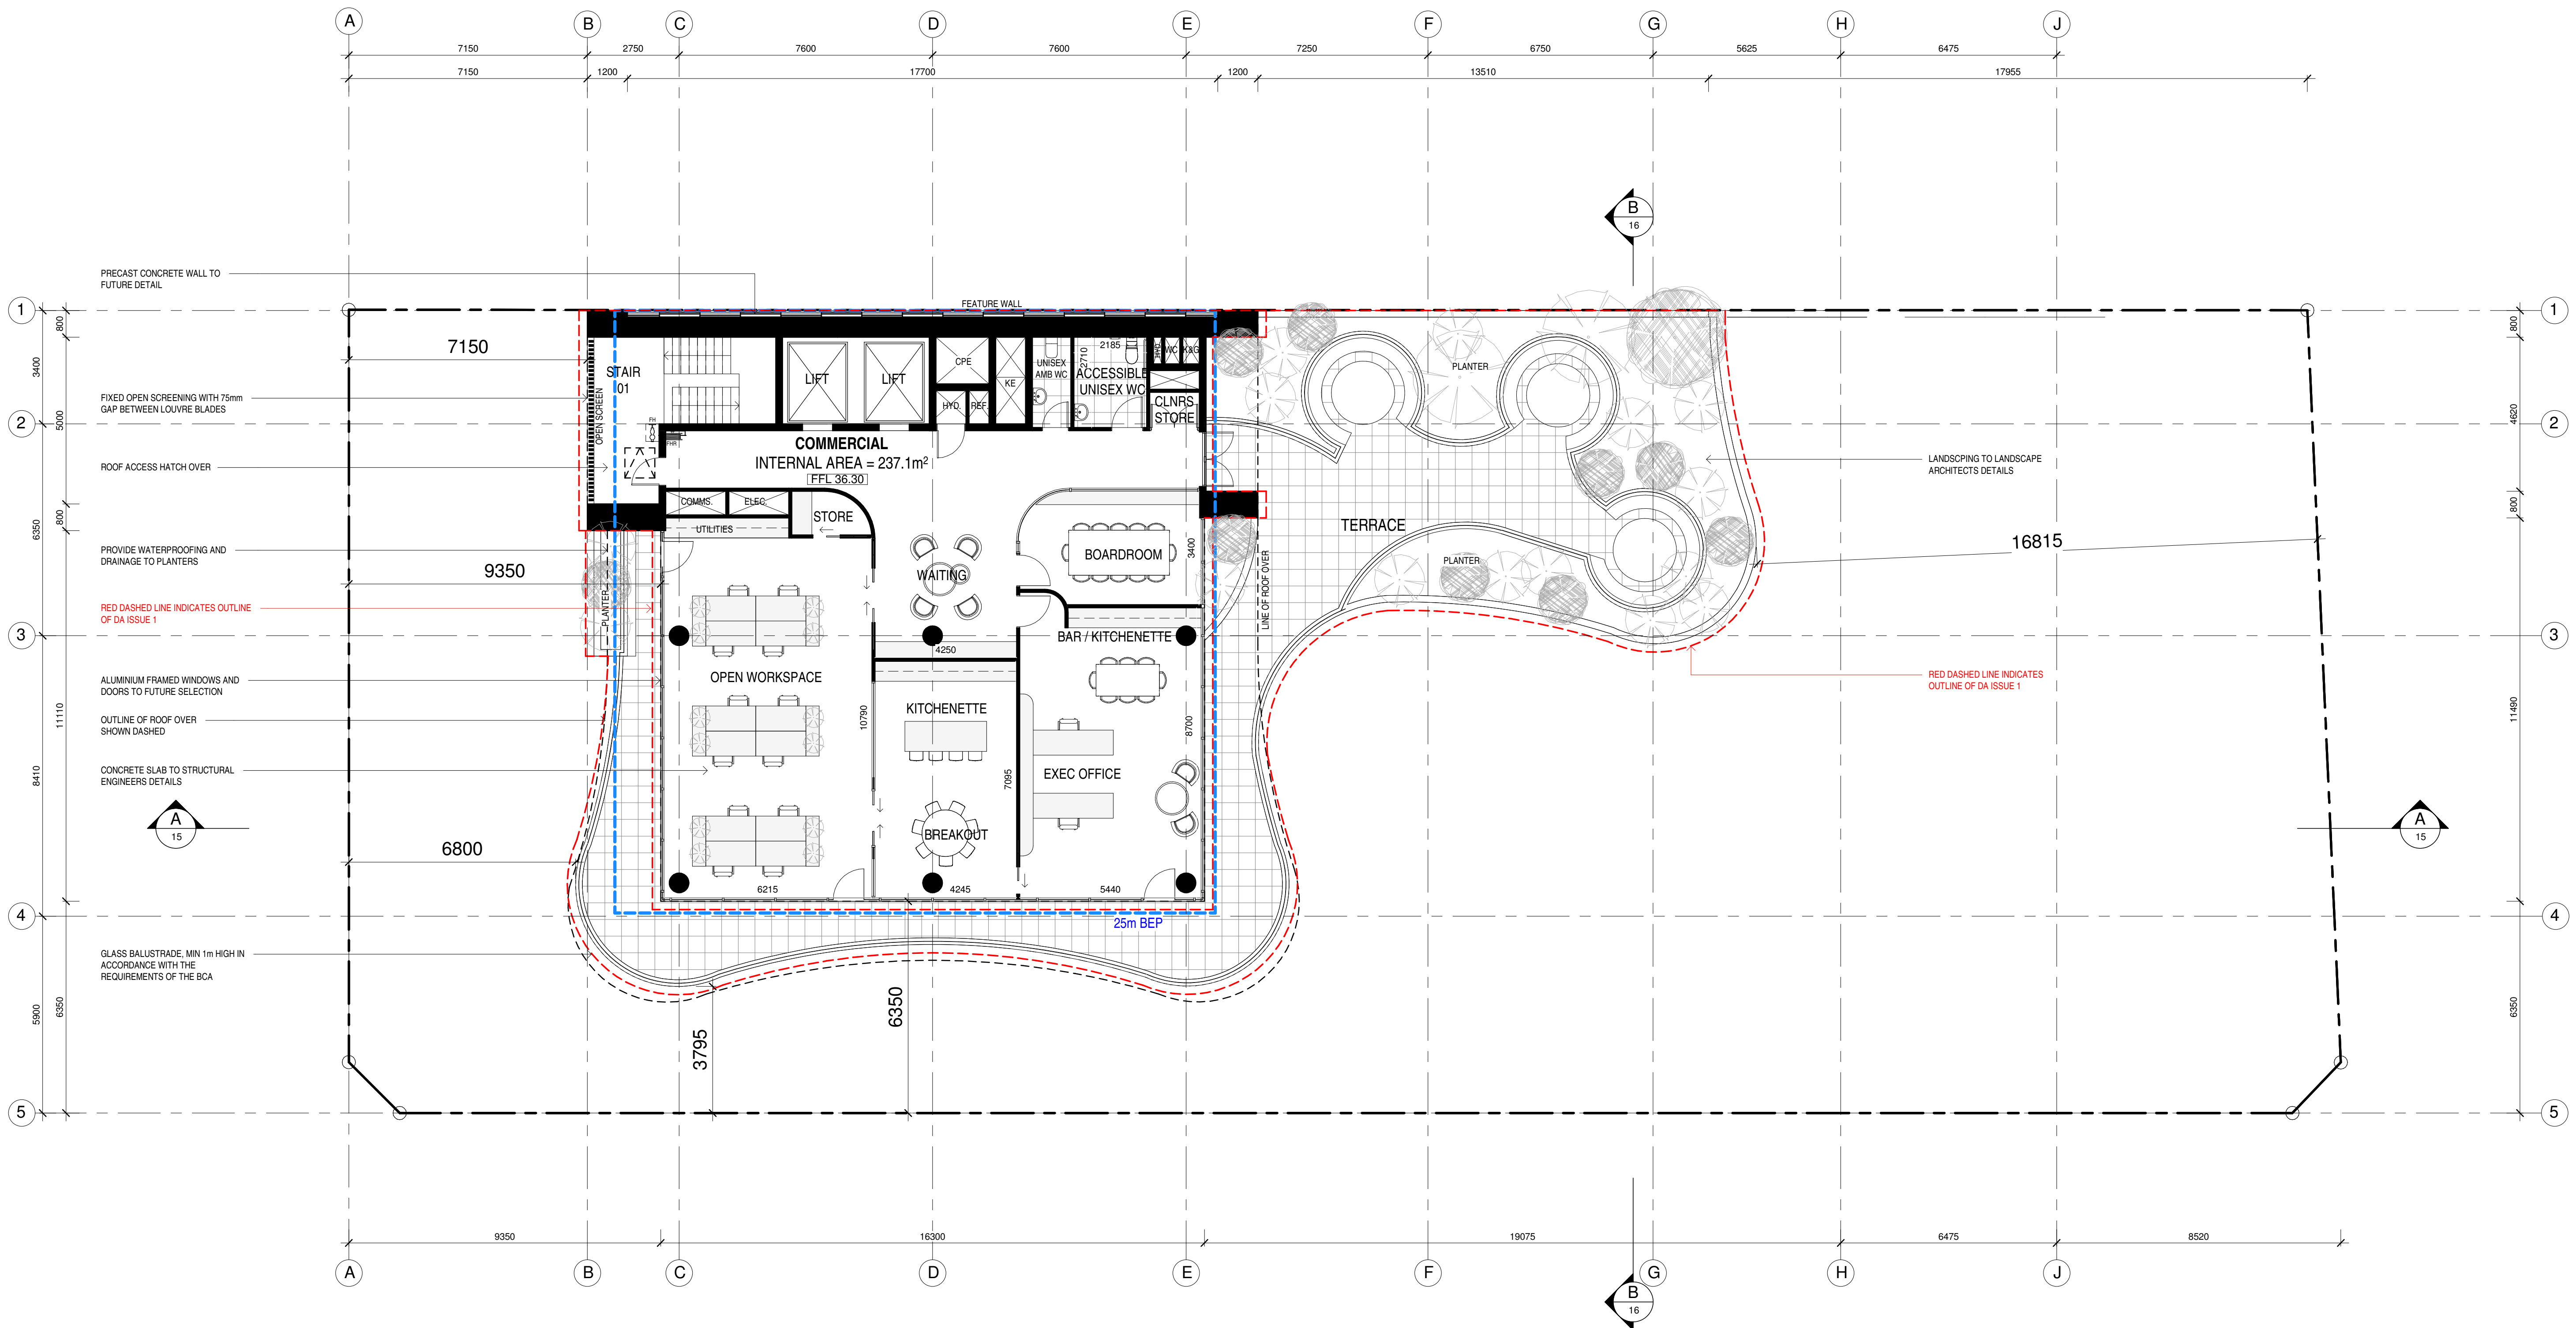 A
B
C
D
E
F
G
H
J
7150
2750
7600
7600
7250
6750
5625
6475
7150
1200
17700
1200
13510
17955
B
16
PRECAST CONCRETE WALL TO
FUTURE DETAIL
FEATURE WALL
1
1
800
800
7150
3400
STAIR
01
LIFT
LIFT
CPE
KE
UNISEX
AMB WC
2710
2185
ACCESSIBLE
UNISEX WC
WC
K&G
PLANTER
FIXED OPEN SCREENING WITH 75mm
GAP BETWEEN LOUVRE BLADES
OPEN SCREEN
HYD.
REF.
CLNRS
STORE
5000
4620
2
2
FH
FHR
COMMERCIAL
INTERNAL AREA = 237.1m²
FFL 36.30
ROOF ACCESS HATCH OVER
LANDSCPING TO LANDSCAPE
ARCHITECTS DETAILS
COMMS.
ELEC.
STORE
UTILITIES
6350
800
800
TERRACE
16815
PROVIDE WATERPROOFING AND
DRAINAGE TO PLANTERS
9350
WAITING
BOARDROOM
3400
PLANTER
LINE OF ROOF OVER
RED DASHED LINE INDICATES OUTLINE
OF DA ISSUE 1
PLANTER
3
3
4250
BAR / KITCHENETTE
ALUMINIUM FRAMED WINDOWS AND
DOORS TO FUTURE SELECTION
OPEN WORKSPACE
RED DASHED LINE INDICATES
OUTLINE OF DA ISSUE 1
11110
11490
OUTLINE OF ROOF OVER
SHOWN DASHED
10790
KITCHENETTE
8700
CONCRETE SLAB TO STRUCTURAL
ENGINEERS DETAILS
8410
7095
EXEC OFFICE
A
15
BREAKOUT
A
15
6800
6215
4245
5440
4
4
25m BEP
GLASS BALUSTRADE, MIN 1m HIGH IN
ACCORDANCE WITH THE
REQUIREMENTS OF THE BCA
5900
6350
3795
6350
6350
5
5
9350
16300
19075
6475
8520
A
B
C
D
E
F
G
H
J
B
16